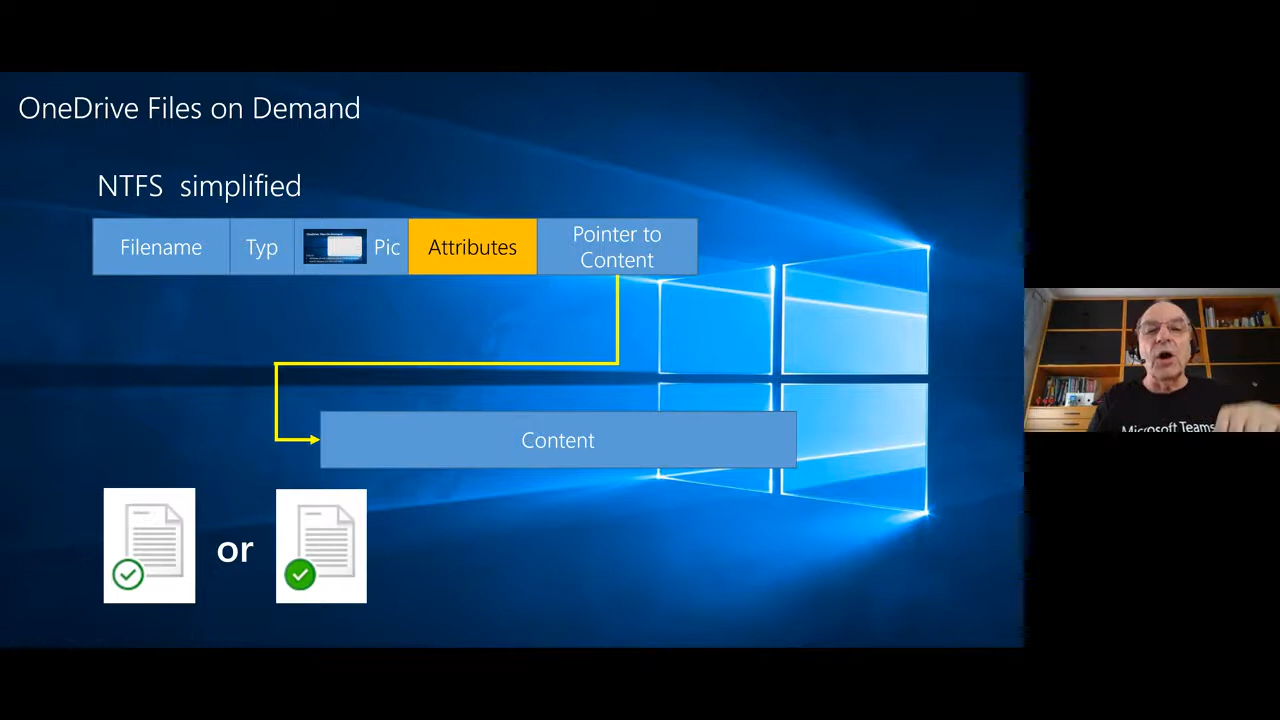 OneDrive Files on Demand
NTFS simplified
Filename
Typ
Pic
Attributes
Pointer to
Content
Content
or
Microsoft Teams